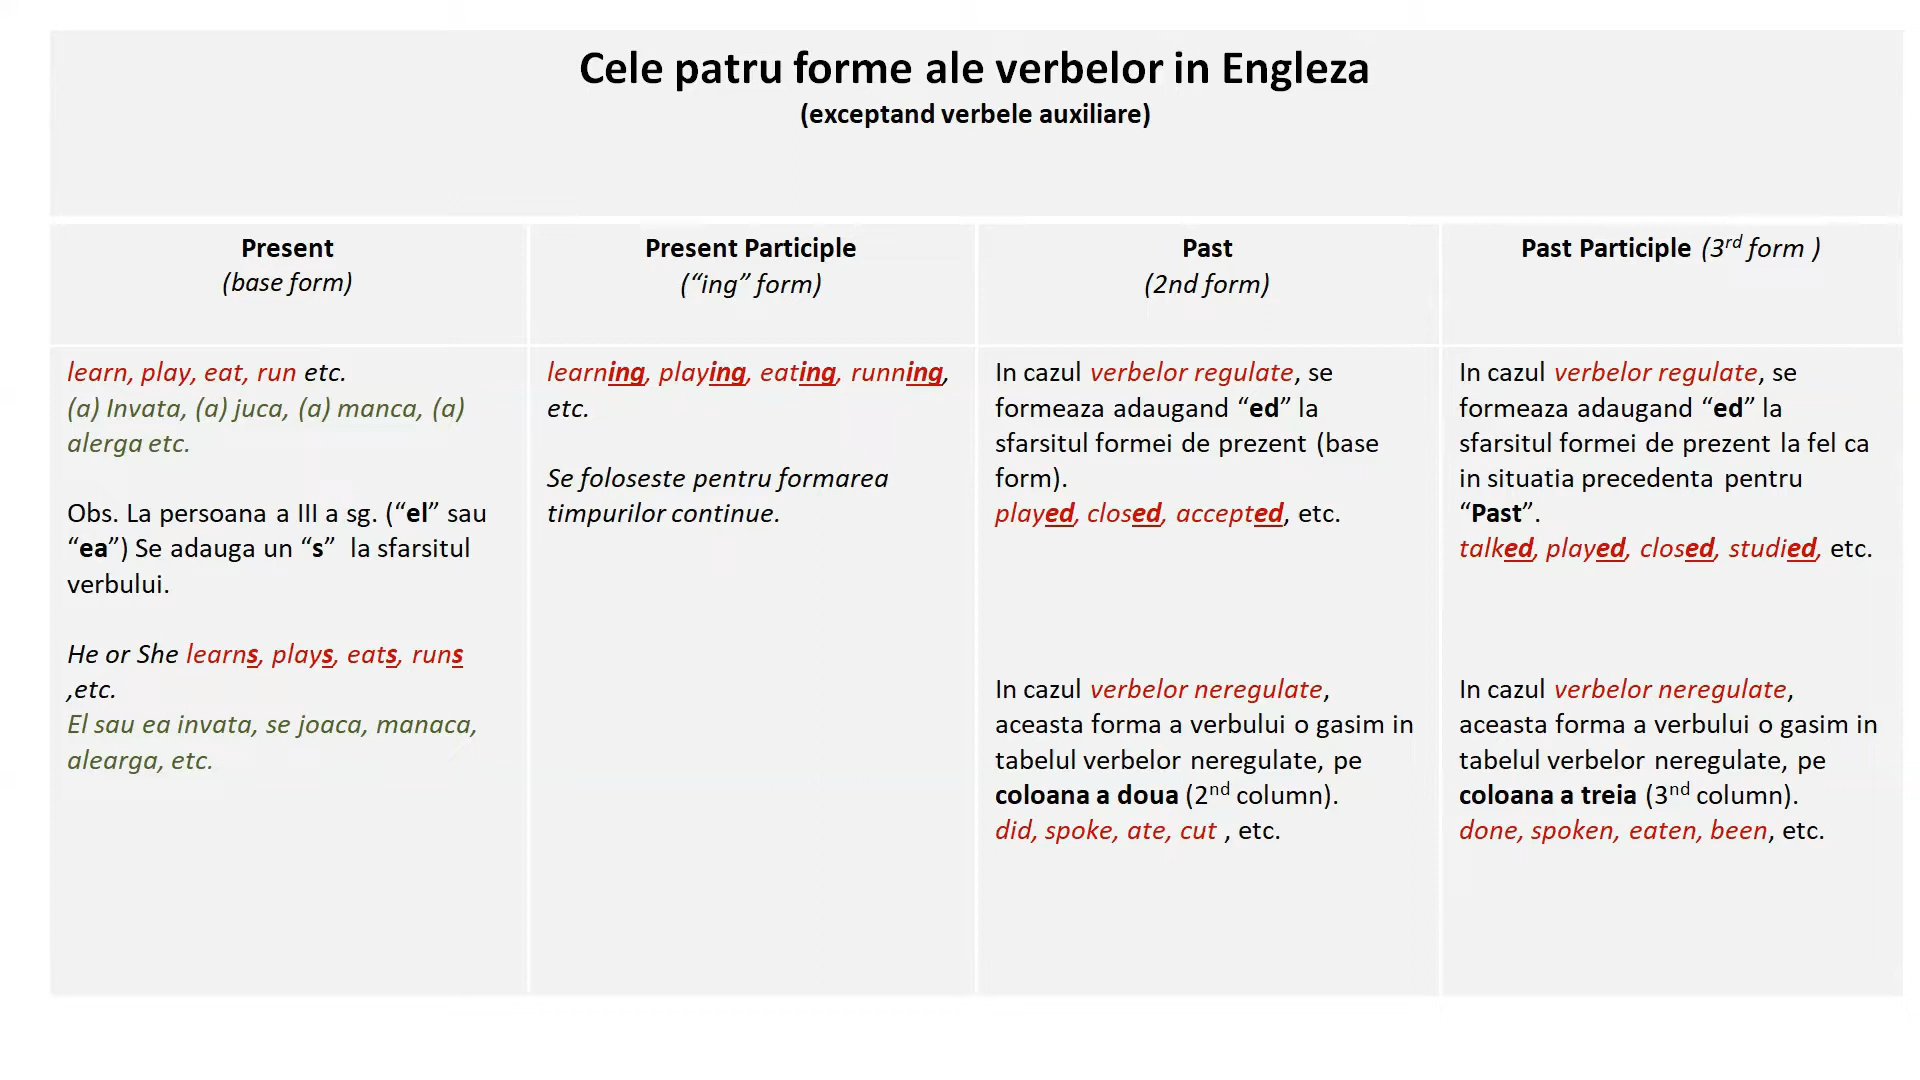 Cele patru forme ale verbelor in Engleza
(exceptand verbele auxiliare)
Present
(base form)
Present Participle
(“ing” form)
Past
(2nd form)
Past Participle (3rd form )
learn, play, eat, run etc.
(a) Invata, (a) juca, (a) manca, (a)
alerga etc.
Obs. La persoana a III a sg. (“el” sau
“ea”) Se adauga un “s” la sfarsitul
verbului.
He or She learns, plays, eats, runs
,etc.
El sau ea invata, se joaca, manaca,
alearga, etc.
learning, playing, eating, running,
etc.
Se foloseste pentru formarea
timpurilor continue.
In cazul verbelor regulate, se
formeaza adaugand “ed” la
sfarsitul formei de prezent (base
form).
played, closed, accepted, etc.
In cazul verbelor neregulate,
aceasta forma a verbului o gasim in
tabelul verbelor neregulate, pe
coloana a doua (2nd column).
did, spoke, ate, cut , etc.
In cazul verbelor regulate, se
formeaza adaugand “ed” la
sfarsitul formei de prezent la fel ca
in situatia precedenta pentru
“Past”.
talked, played, closed, studied, etc.
In cazul verbelor neregulate,
aceasta forma a verbului o gasim in
tabelul verbelor neregulate, pe
coloana a treia (3nd column).
done, spoken, eaten, been, etc.